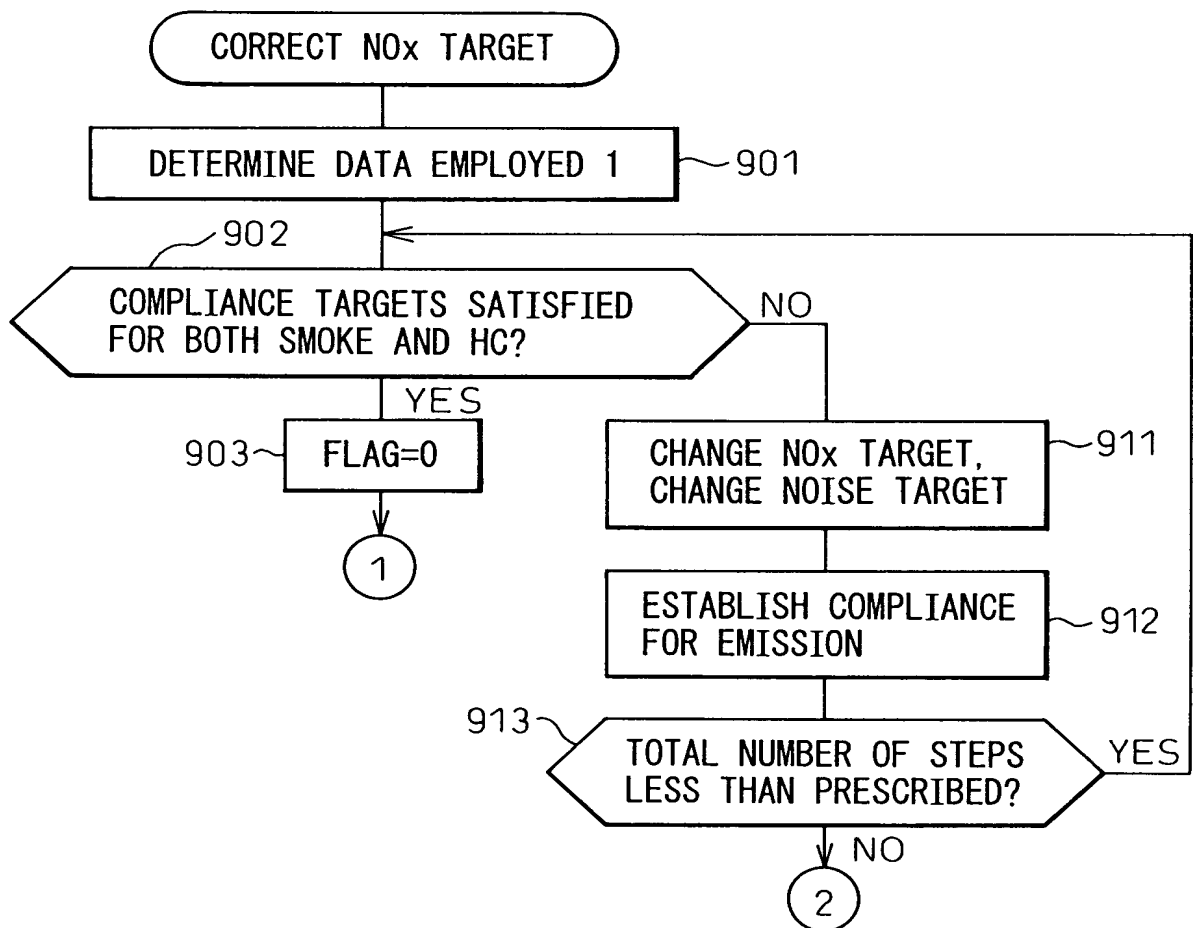 CORRECT NOx TARGET
DETERMINE DATA EMPLOYED 1
901
902
COMPLIANCE TARGETS SATISFIED
FOR BOTH SMOKE AND HC?
NO
YES
903
FLAG=0
1
CHANGE NOx TARGET,
CHANGE NOISE TARGET
911
ESTABLISH COMPLIANCE
FOR EMISSION
912
913
TOTAL NUMBER OF STEPS
LESS THAN PRESCRIBED?
YES
NO
2